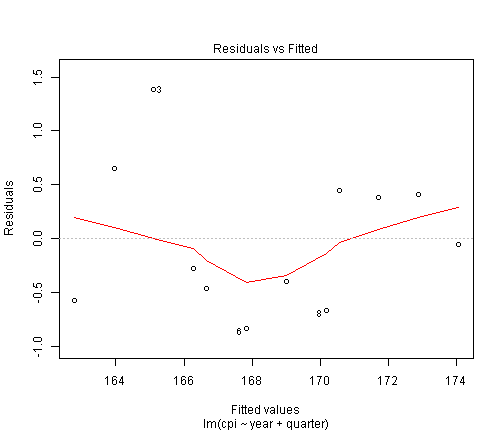 Residuals vs Fitted
Residuals
1.5
1.0
0.5
0.0
-0.5
-1.0
3
6
8
164 166 168 170 172 174
Fitted values
lm(cpi ~ year + quarter)